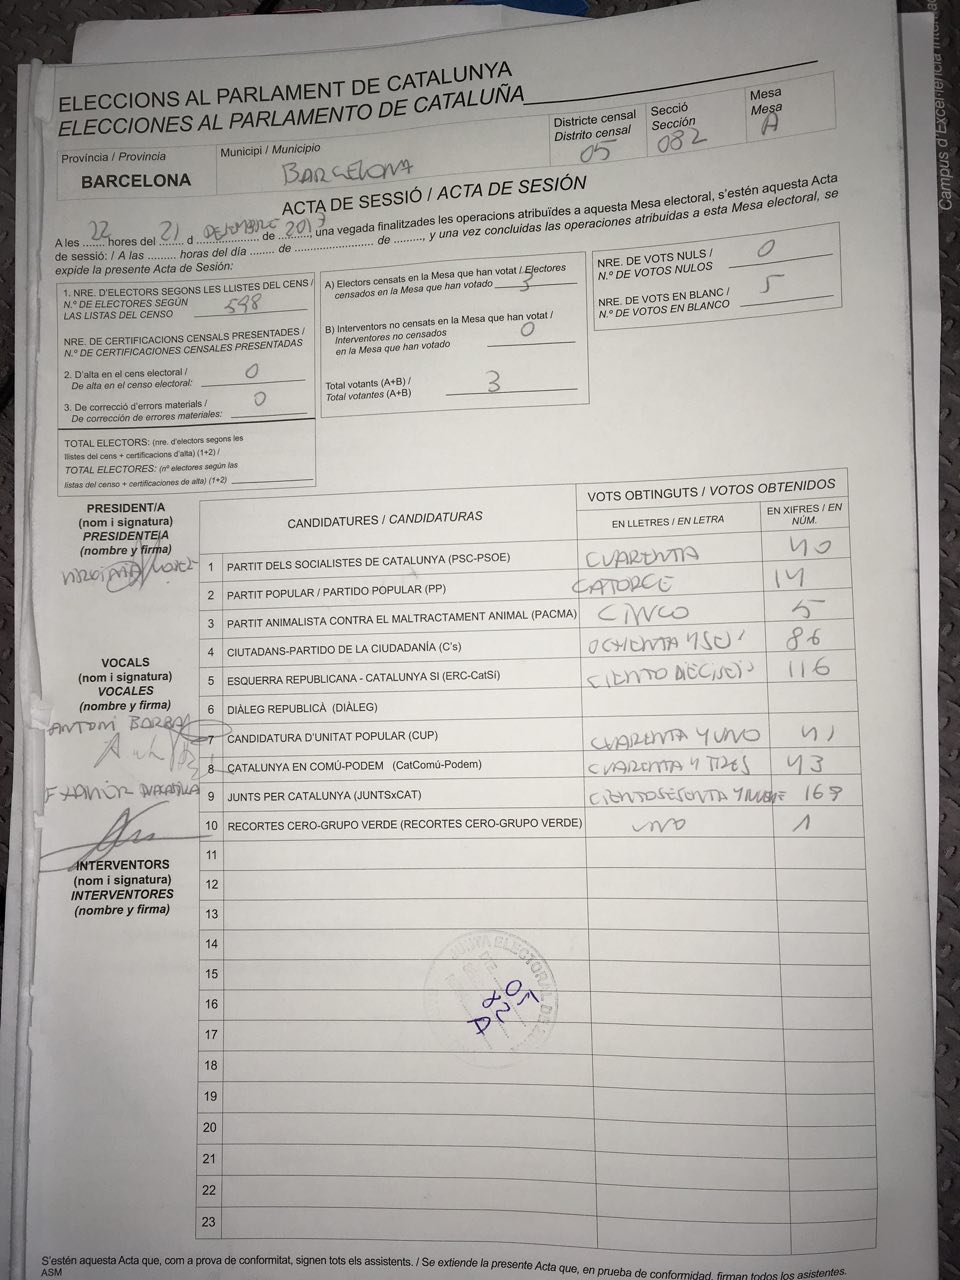 Campus d'Excel·lència Interna
ELECCIONS AL PARLAMENT DE CATALUNYA
ELECCIONES AL PARLAMENTO DE CATALUÑA
Província / Provincia
BARCELONA
Municipi / Municipio
BARCELONA
Districte censal
Distrito censal
05
Secció
Sección
082
Mesa
Mesa
A
ACTA DE SESSIÓ / ACTA DE SESIÓN
A les 22 hores del 21 d DESEMBRE de 2017, una vegada finalitzades les operacions atribuïdes a aquesta Mesa electoral, s'estén aquesta Acta
de sessió: / A las ......... horas del día ........ de ........................ de ........, y una vez concluidas las operaciones atribuidas a esta Mesa electoral, se
expide la presente Acta de Sesión:
1. NRE. D'ELECTORS SEGONS LES LLISTES DEL CENS /
N.º DE ELECTORES SEGÚN
LAS LISTAS DEL CENSO 598
NRE. DE CERTIFICACIONS CENSALS PRESENTADES /
N.º DE CERTIFICACIONES CENSALES PRESENTADAS
2. D'alta en el cens electoral /
De alta en el censo electoral: 0
3. De correcció d'errors materials /
De corrección de errores materiales: 0
TOTAL ELECTORS: (nre. d'electors segons les
llistes del cens + certificacions d'alta) (1+2) /
TOTAL ELECTORES: (nº electores según las
listas del censo + certificaciones de alta) (1+2)
A) Electors censats en la Mesa que han votat / Electores
censados en la Mesa que han votado 3
B) Interventors no censats en la Mesa que han votat /
Interventores no censados
en la Mesa que han votado 0
Total votants (A+B) /
Total votantes (A+B) 3
NRE. DE VOTS NULS /
N.º DE VOTOS NULOS 0
NRE. DE VOTS EN BLANC /
N.º DE VOTOS EN BLANCO 5
PRESIDENT/A
(nom i signatura)
PRESIDENTE/A
(nombre y firma)
VOCALS
(nom i signatura)
VOCALES
(nombre y firma)
ANTONI
INTERVENTORS
(nom i signatura)
INTERVENTORES
(nombre y firma)
CANDIDATURES / CANDIDATURAS
VOTS OBTINGUTS / VOTOS OBTENIDOS
EN LLETRES / EN LETRA
EN XIFRES / EN
NÚM.
1 PARTIT DELS SOCIALISTES DE CATALUNYA (PSC-PSOE) CUARENTA 40
2 PARTIT POPULAR / PARTIDO POPULAR (PP) CATORCE 14
3 PARTIT ANIMALISTA CONTRA EL MALTRACTAMENT ANIMAL (PACMA) CINCO 5
4 CIUTADANS-PARTIDO DE LA CIUDADANÍA (C's) OCHENTA Y SEIS 86
5 ESQUERRA REPUBLICANA - CATALUNYA SI (ERC-CatSí) CIENTO DIECISEIS 116
6 DIÀLEG REPUBLICÀ (DIÀLEG)
7 CANDIDATURA D'UNITAT POPULAR (CUP) CUARENTA Y UNO 41
8 CATALUNYA EN COMÚ-PODEM (CatComú-Podem) CUARENTA Y TRES 43
9 JUNTS PER CATALUNYA (JUNTSxCAT) CIENTO SESENTA Y NUEVE 169
10 RECORTES CERO-GRUPO VERDE (RECORTES CERO-GRUPO VERDE) UNO 1
11
12
13
14
15
16
17
18
19
20
21
22
23
JUNTA ELECTORAL DE
05
82
A
S'estén aquesta Acta que, com a prova de conformitat, signen tots els assistents. / Se extiende la presente Acta que, en prueba de conformidad, firman todos los asistentes.
ASM